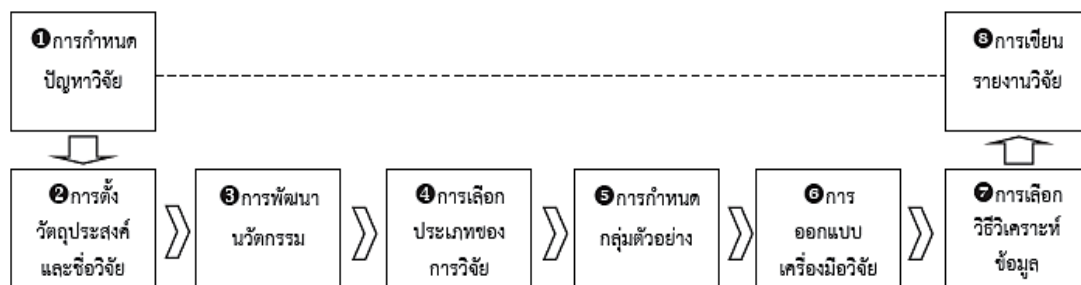 ❶การกำหนด
ปัญหาวิจัย
❽การเขียน
รายงานวิจัย
❷การตั้ง
วัตถุประสงค์
และชื่อวิจัย
❸การพัฒนา
นวัตกรรม
❹การเลือก
ประเภทของ
การวิจัย
❺การกำหนด
กลุ่มตัวอย่าง
❻การ
ออกแบบ
เครื่องมือวิจัย
❼การเลือก
วิธีวิเคราะห์
ข้อมูล